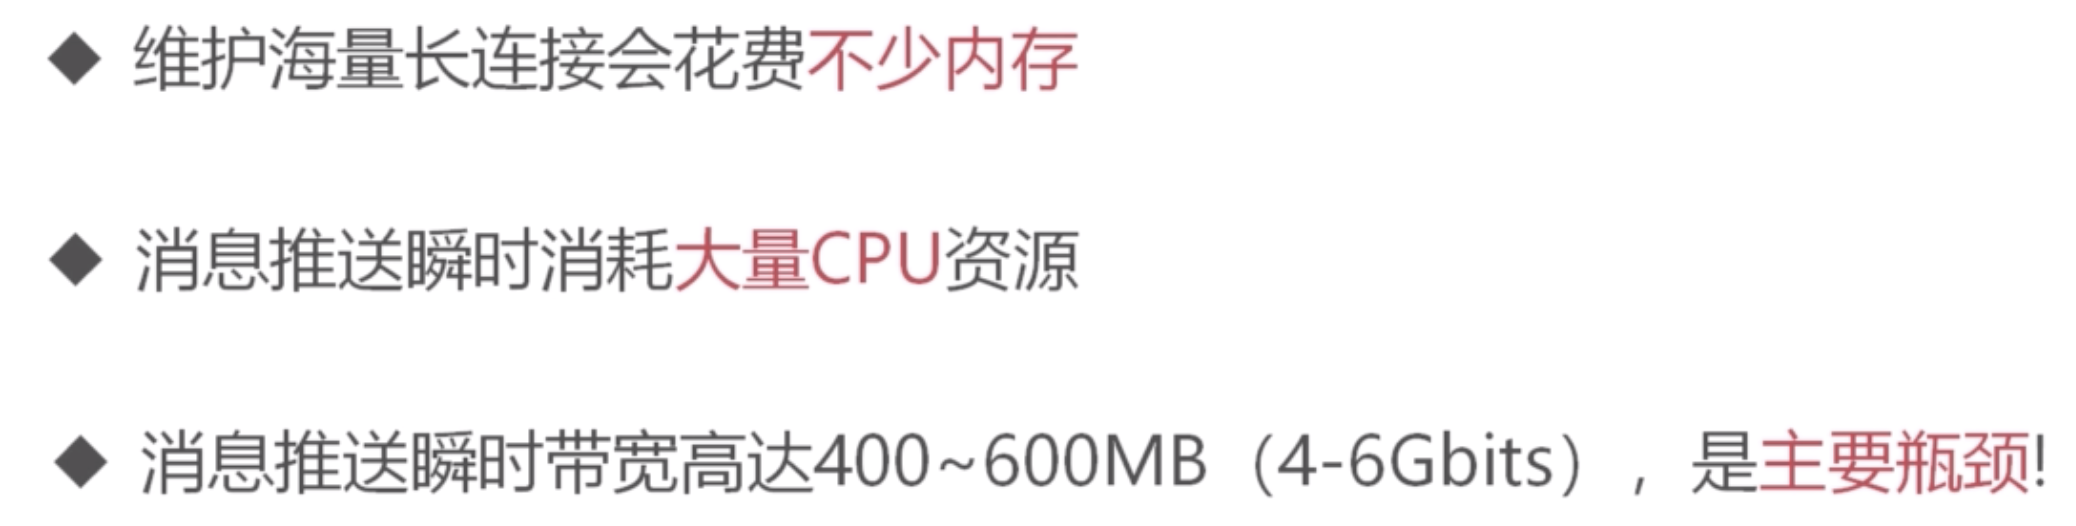 ◆ 维护海量长连接会花费不少内存
◆ 消息推送瞬时消耗大量CPU资源
◆ 消息推送瞬时带宽高达400~600MB（4-6Gbits），是主要瓶颈!